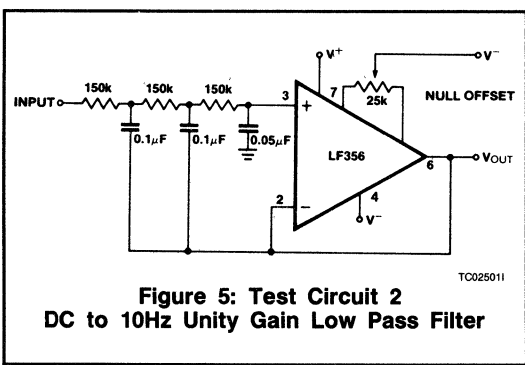 V+
V−
150k 150k 150k
7
25k
NULL OFFSET
INPUT
3
+
0.1μF 0.1μF 0.05μF
LF356
6
VOUT
2
−
4
V−
TC02501I
Figure 5: Test Circuit 2
DC to 10Hz Unity Gain Low Pass Filter